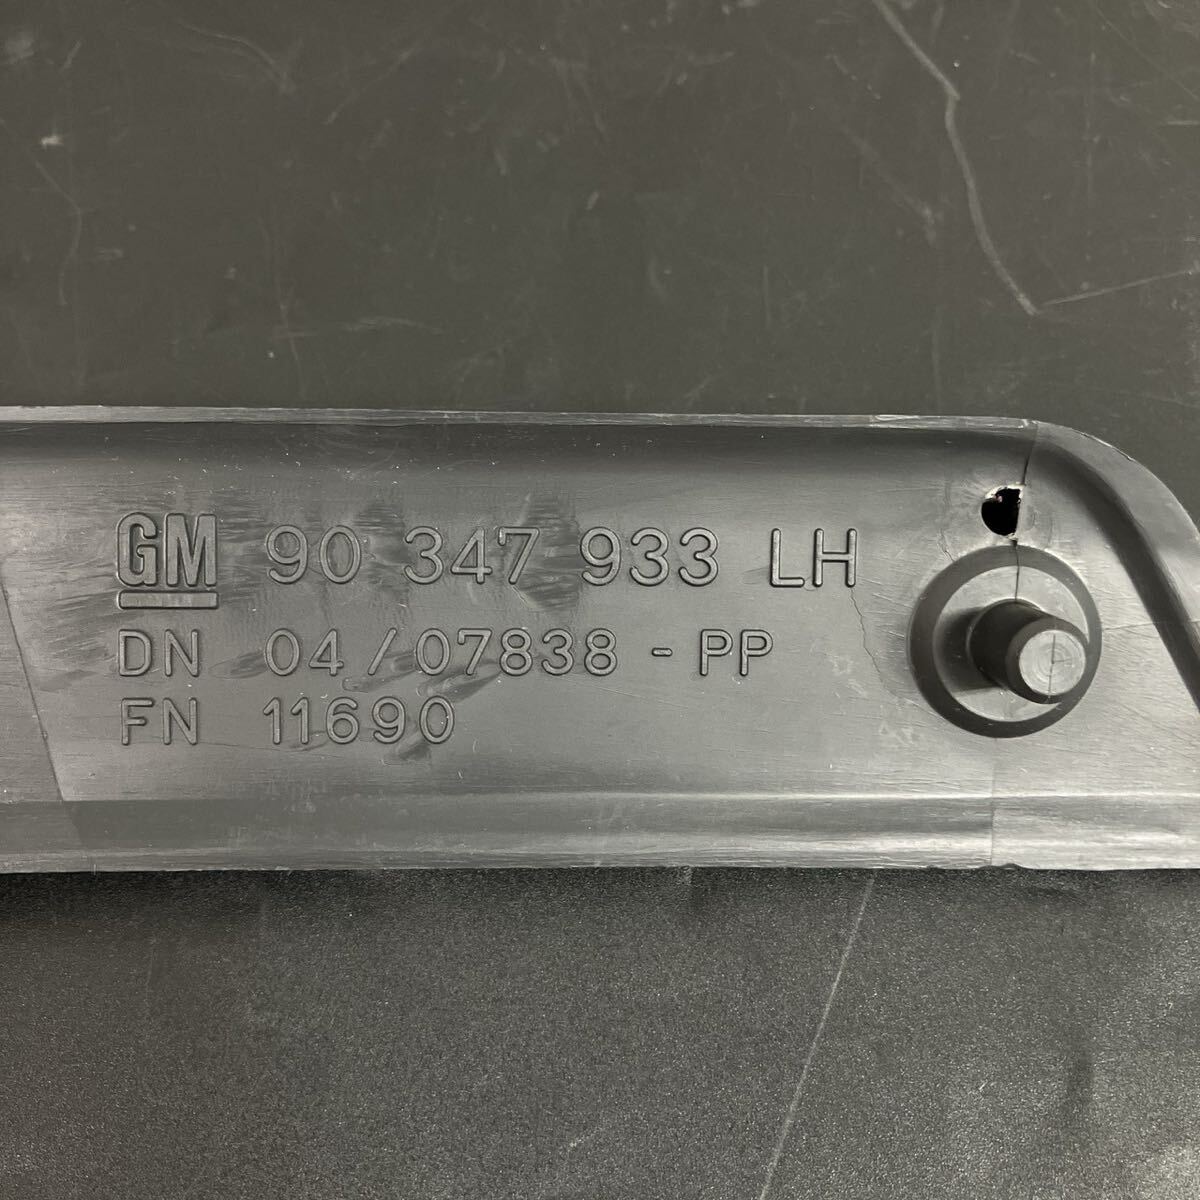 GM 90 347 933 LH
DN 04/07838-PP
FN 11690